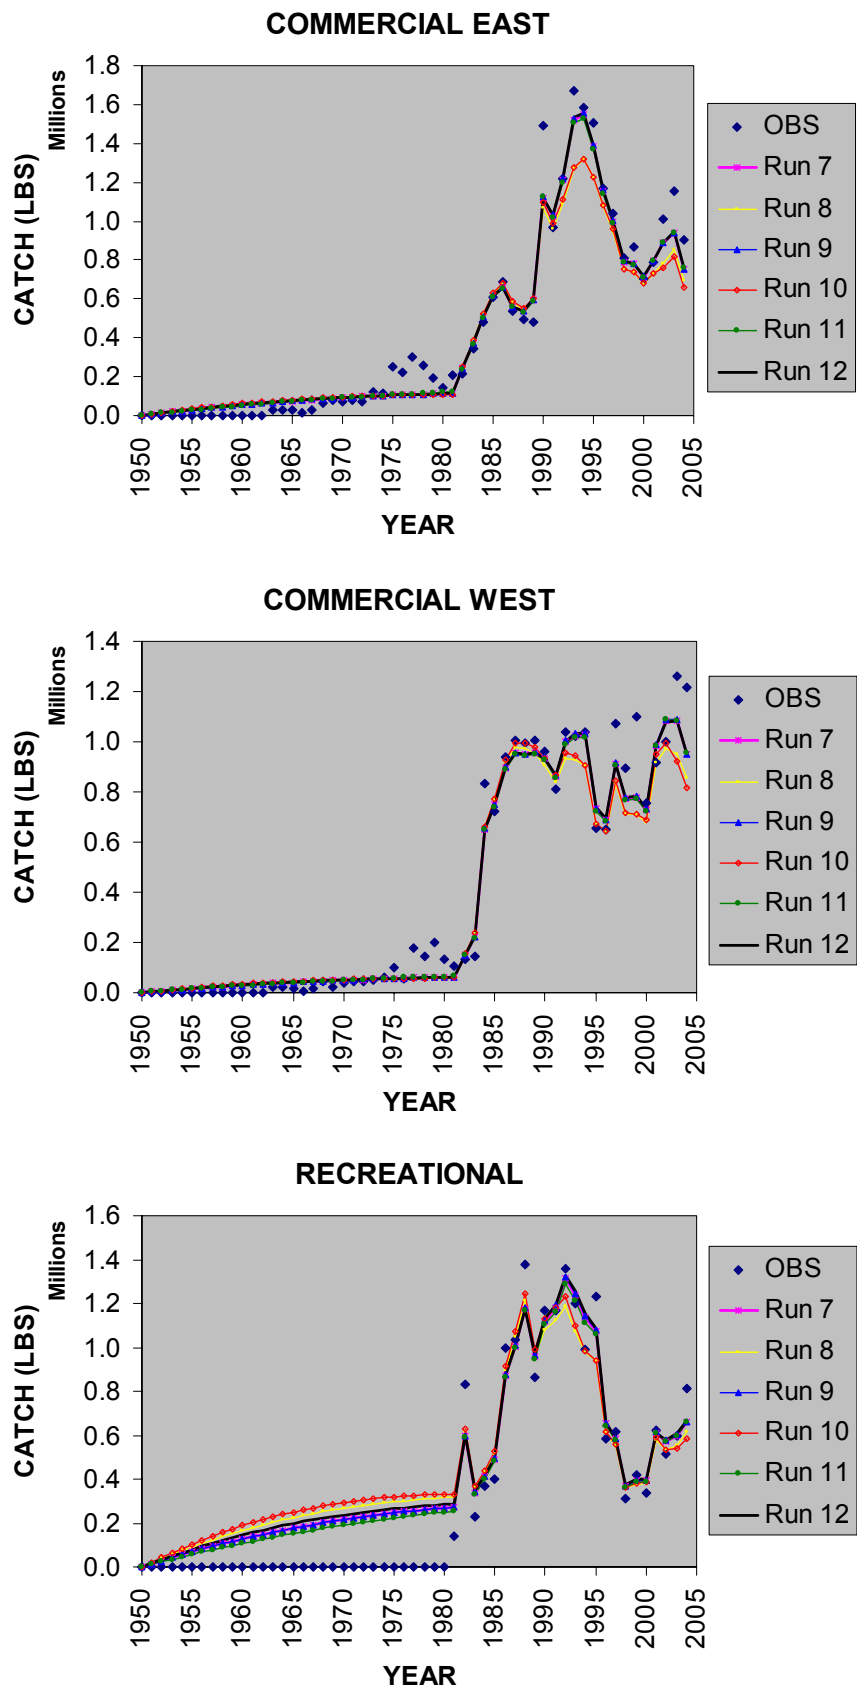 COMMERCIAL EAST
CATCH (LBS)
Millions
1.8
1.6
1.4
1.2
1.0
0.8
0.6
0.4
0.2
0.0
1950
1955
1960
1965
1970
1975
1980
1985
1990
1995
2000
2005
YEAR
OBS
Run 7
Run 8
Run 9
Run 10
Run 11
Run 12
COMMERCIAL WEST
CATCH (LBS)
Millions
1.4
1.2
1.0
0.8
0.6
0.4
0.2
0.0
1950
1955
1960
1965
1970
1975
1980
1985
1990
1995
2000
2005
YEAR
OBS
Run 7
Run 8
Run 9
Run 10
Run 11
Run 12
RECREATIONAL
CATCH (LBS)
Millions
1.6
1.4
1.2
1.0
0.8
0.6
0.4
0.2
0.0
1950
1955
1960
1965
1970
1975
1980
1985
1990
1995
2000
2005
YEAR
OBS
Run 7
Run 8
Run 9
Run 10
Run 11
Run 12